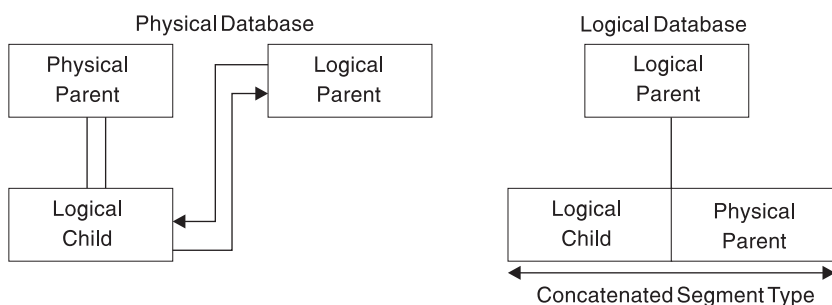 Physical Database
Physical
Parent
Logical
Parent
Logical
Child
Logical Database
Logical
Parent
Logical
Child
Physical
Parent
Concatenated Segment Type